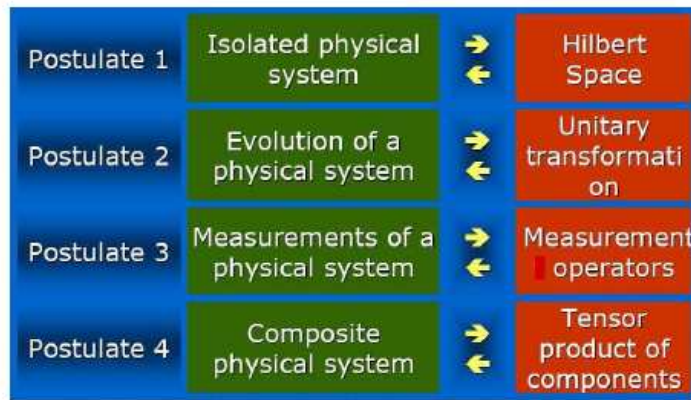 Postulate 1
Isolated physical
system
Hilbert
Space
Postulate 2
Evolution of a
physical system
Unitary
transformati
on
Postulate 3
Measurements of a
physical system
Measurement
operators
Postulate 4
Composite
physical system
Tensor
product of
components